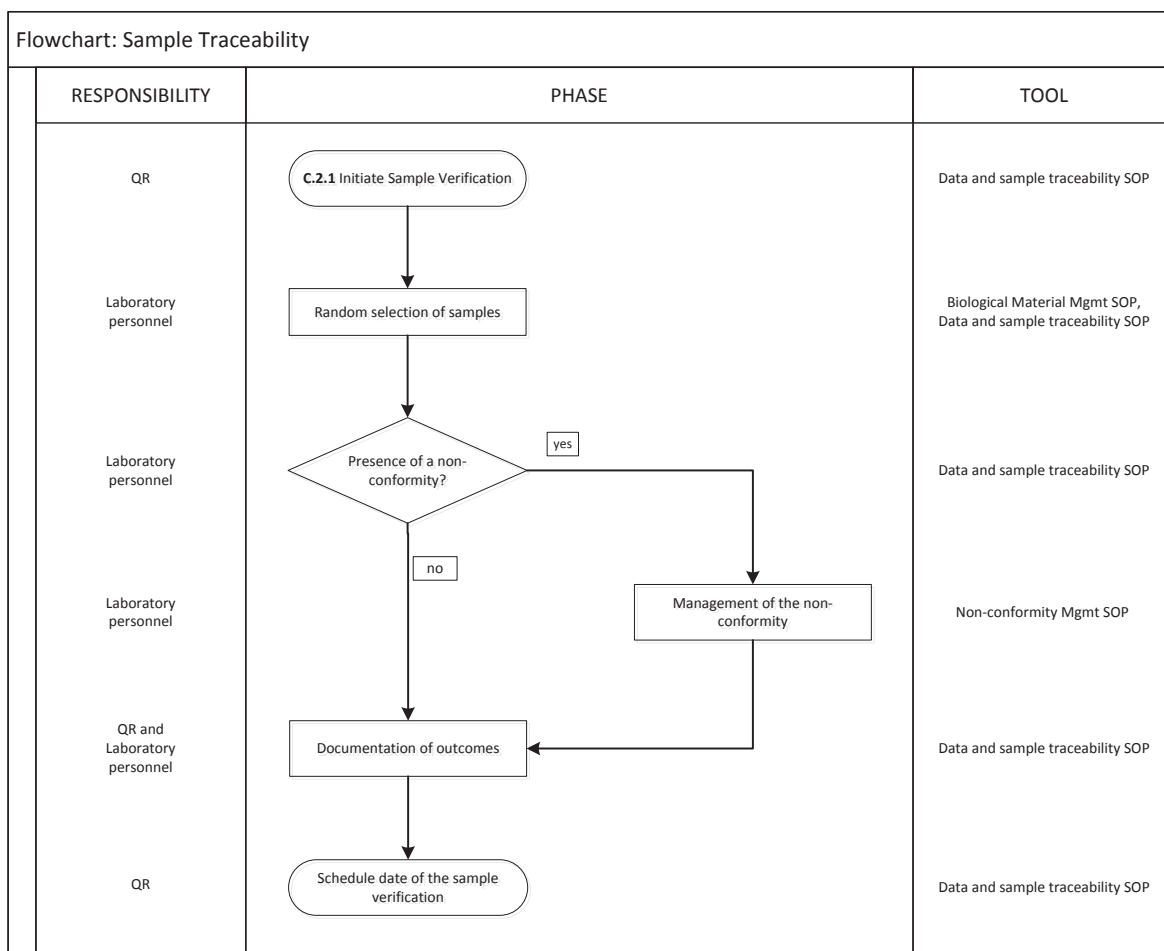 Flowchart: Sample Traceability
RESPONSIBILITY
PHASE
TOOL
QR
C.2.1 Initiate Sample Verification
Data and sample traceability SOP
Laboratory
personnel
Random selection of samples
Biological Material Mgmt SOP,
Data and sample traceability SOP
Laboratory
personnel
Presence of a non-
conformity?
yes
Data and sample traceability SOP
no
Laboratory
personnel
Management of the non-
conformity
Non-conformity Mgmt SOP
QR and
Laboratory
personnel
Documentation of outcomes
Data and sample traceability SOP
QR
Schedule date of the sample
verification
Data and sample traceability SOP